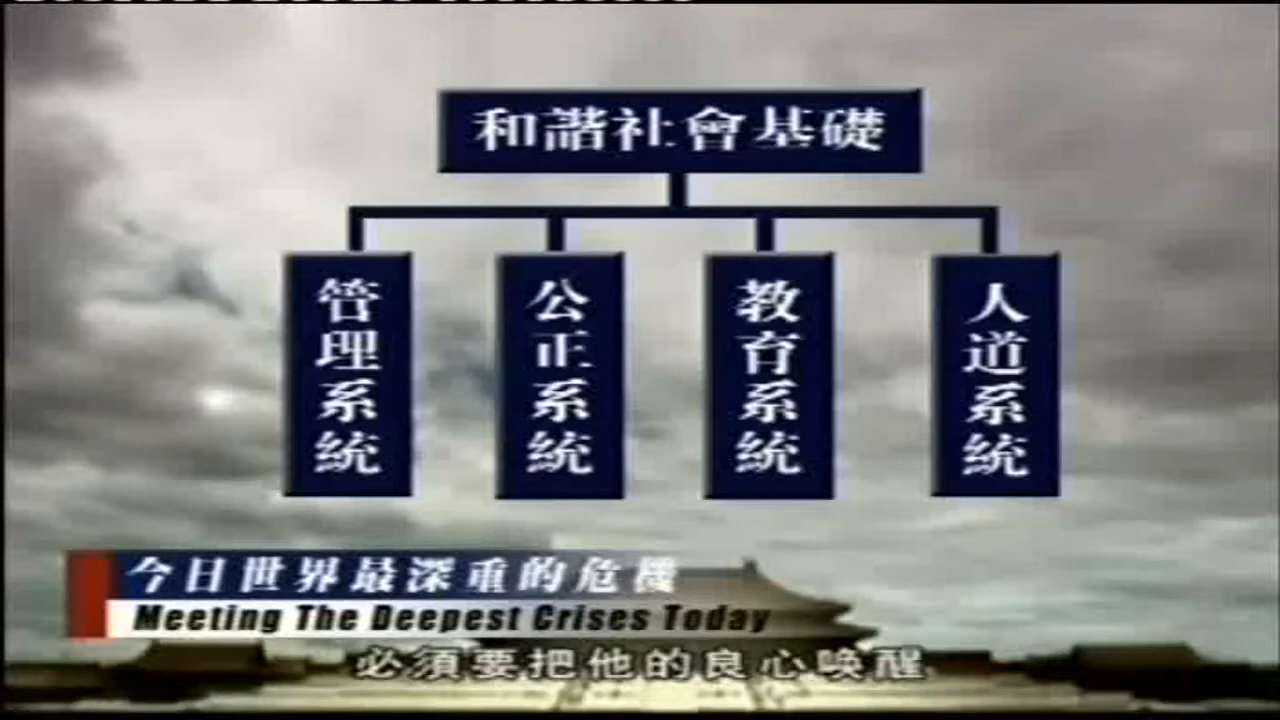 和諧社會基礎
管理系統
公正系統
教育系統
人道系統
今日世界最深重的危機
Meeting The Deepest Crises Today
必須要把他的良心喚醒